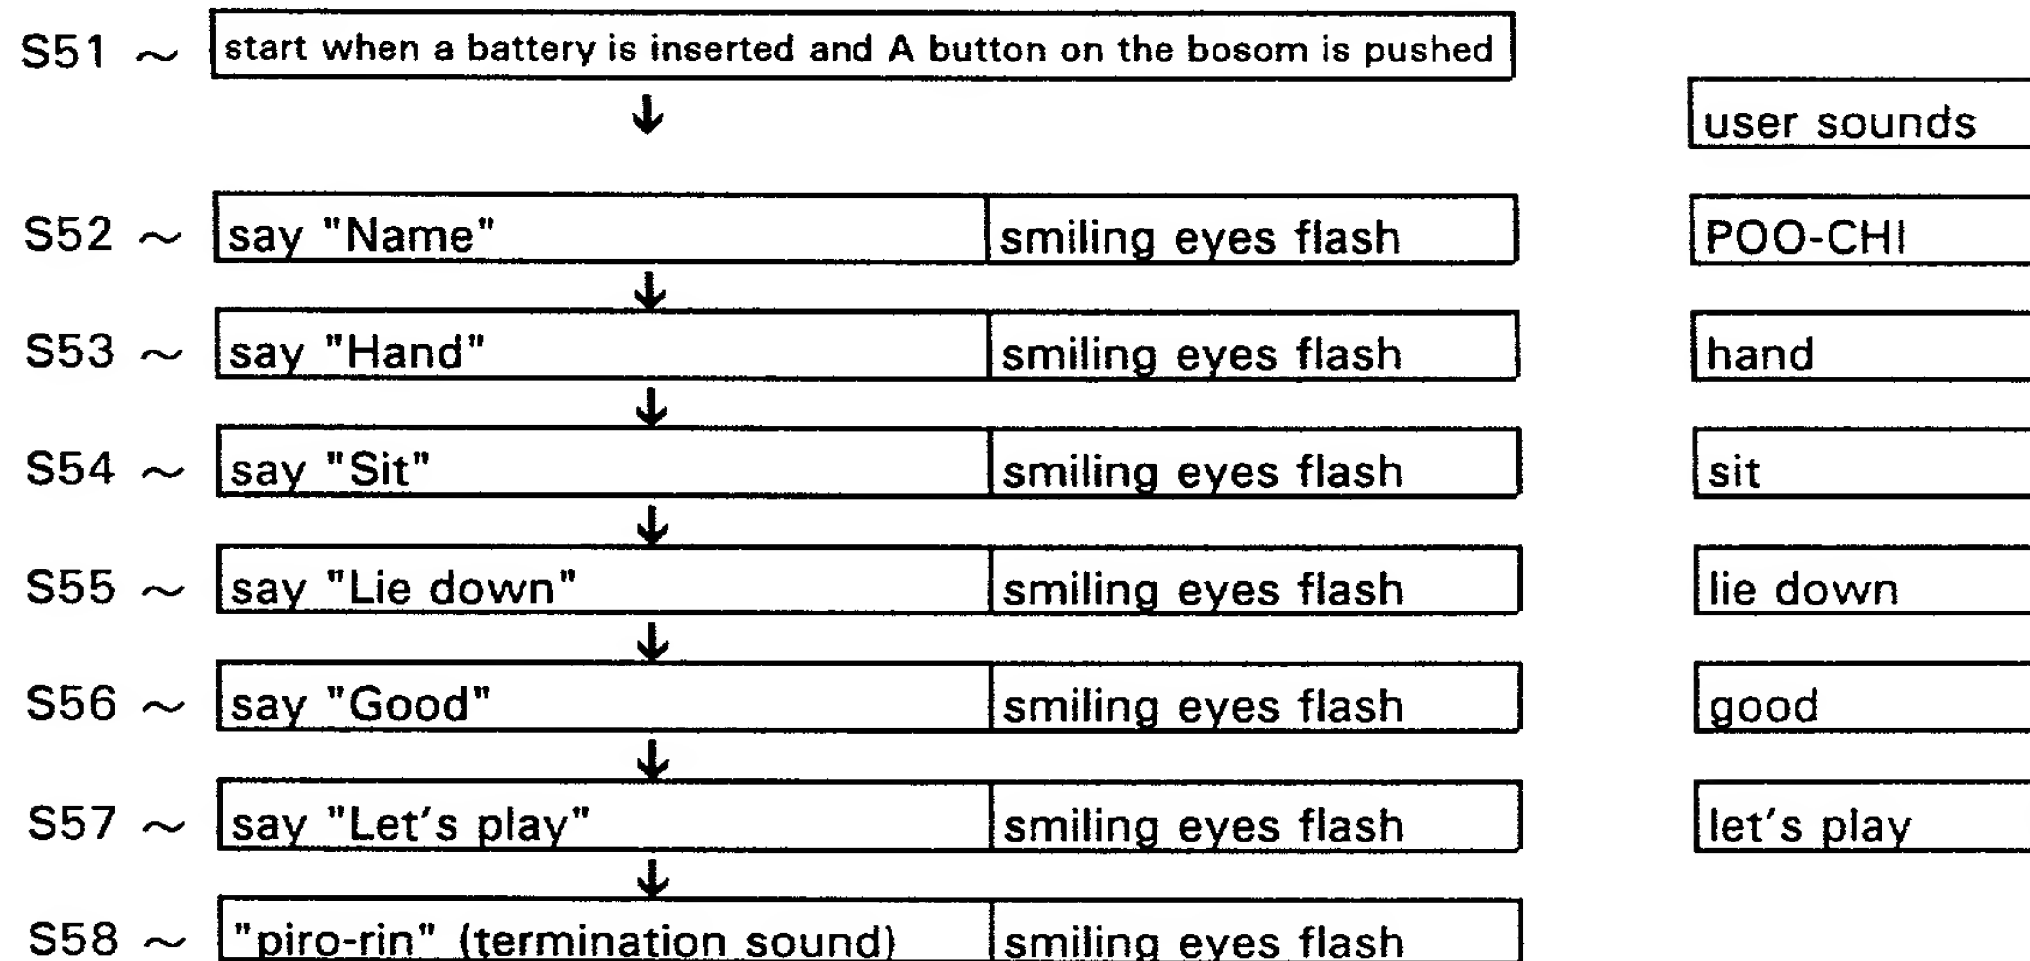 S51 ~ start when a battery is inserted and A button on the bosom is pushed
user sounds
S52 ~ say "Name" smiling eyes flash POO-CHI
S53 ~ say "Hand" smiling eyes flash hand
S54 ~ say "Sit" smiling eyes flash sit
S55 ~ say "Lie down" smiling eyes flash lie down
S56 ~ say "Good" smiling eyes flash good
S57 ~ say "Let's play" smiling eyes flash let's play
S58 ~ "piro-rin" (termination sound) smiling eyes flash